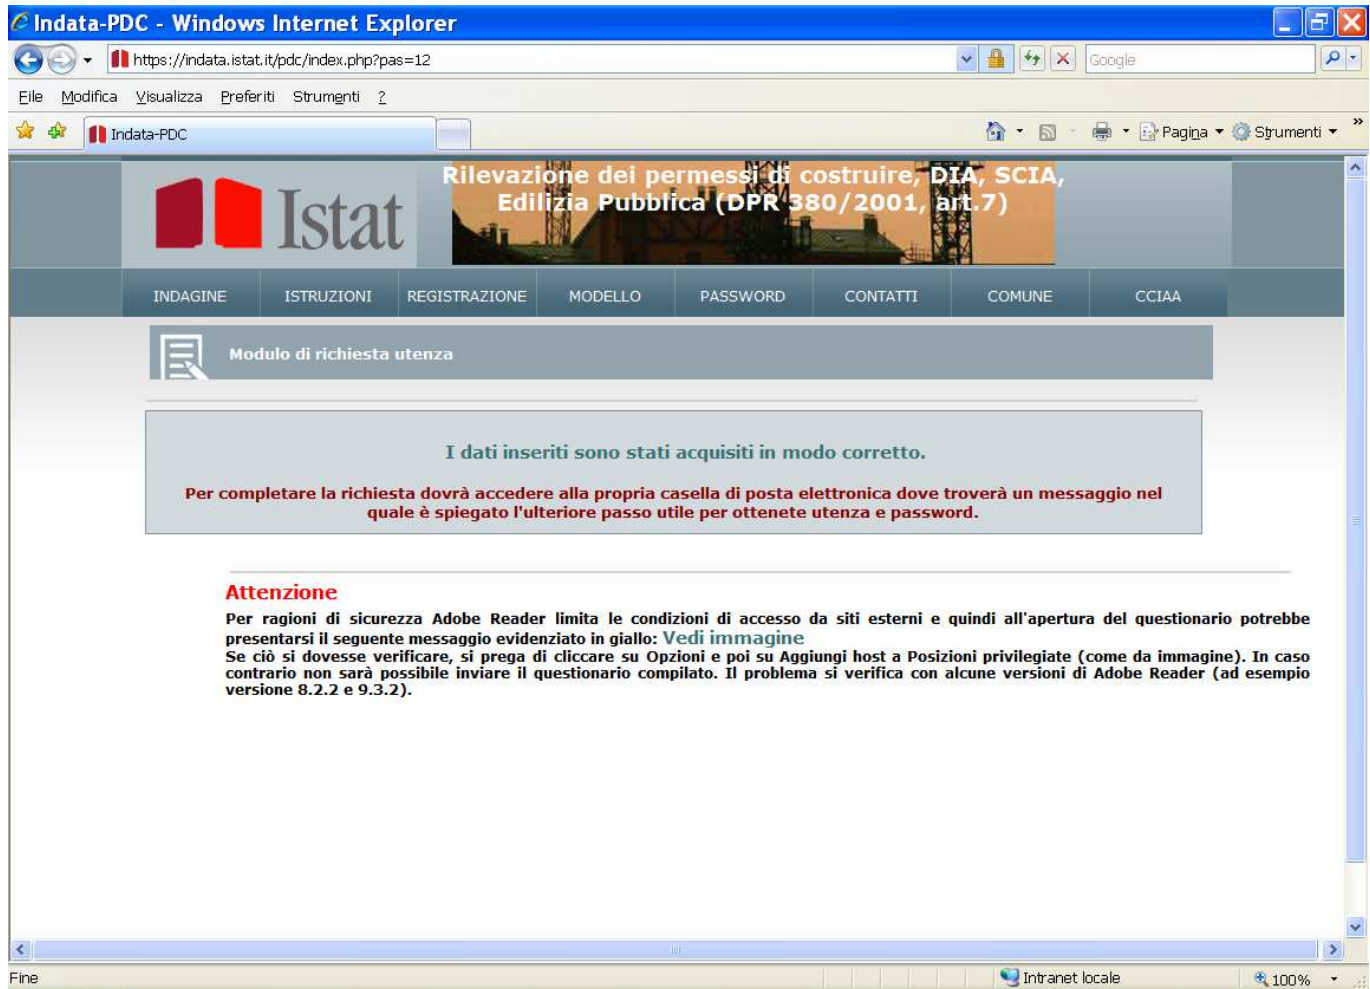 Indata-PDC - Windows Internet Explorer
https://indata.istat.it/pdc/index.php?pas=12
Google
File Modifica Visualizza Preferiti Strumenti ?
Indata-PDC
Pagina
Strumenti
»
Istat
Rilevazione dei permessi di costruire, DIA, SCIA,
Edilizia Pubblica (DPR 380/2001, art.7)
INDAGINE ISTRUZIONI REGISTRAZIONE MODELLO PASSWORD CONTATTI COMUNE CCIAA
Modulo di richiesta utenza
I dati inseriti sono stati acquisiti in modo corretto.
Per completare la richiesta dovrà accedere alla propria casella di posta elettronica dove troverà un messaggio nel
quale è spiegato l'ulteriore passo utile per ottenete utenza e password.
Attenzione
Per ragioni di sicurezza Adobe Reader limita le condizioni di accesso da siti esterni e quindi all'apertura del questionario potrebbe
presentarsi il seguente messaggio evidenziato in giallo: Vedi immagine
Se ciò si dovesse verificare, si prega di cliccare su Opzioni e poi su Aggiungi host a Posizioni privilegiate (come da immagine). In caso
contrario non sarà possibile inviare il questionario compilato. Il problema si verifica con alcune versioni di Adobe Reader (ad esempio
versione 8.2.2 e 9.3.2).
Fine
Intranet locale
100%